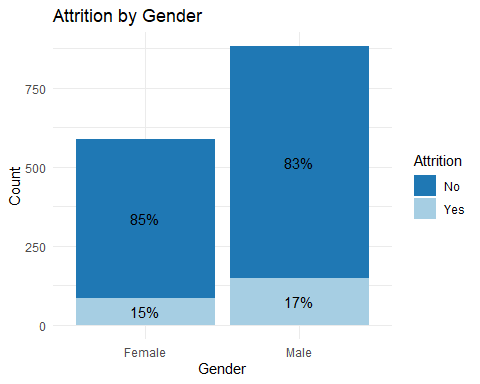 Attrition by Gender
Count
750
500
250
0
85%
15%
83%
17%
Female
Male
Gender
Attrition
No
Yes